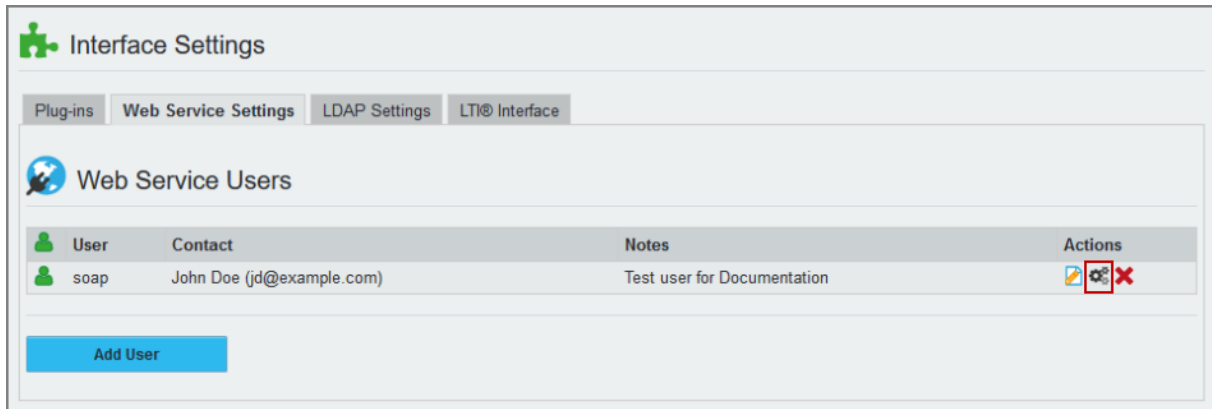 Interface Settings
Plug-ins Web Service Settings LDAP Settings LTI® Interface
Web Service Users
User Contact Notes Actions
soap John Doe (jd@example.com) Test user for Documentation
Add User